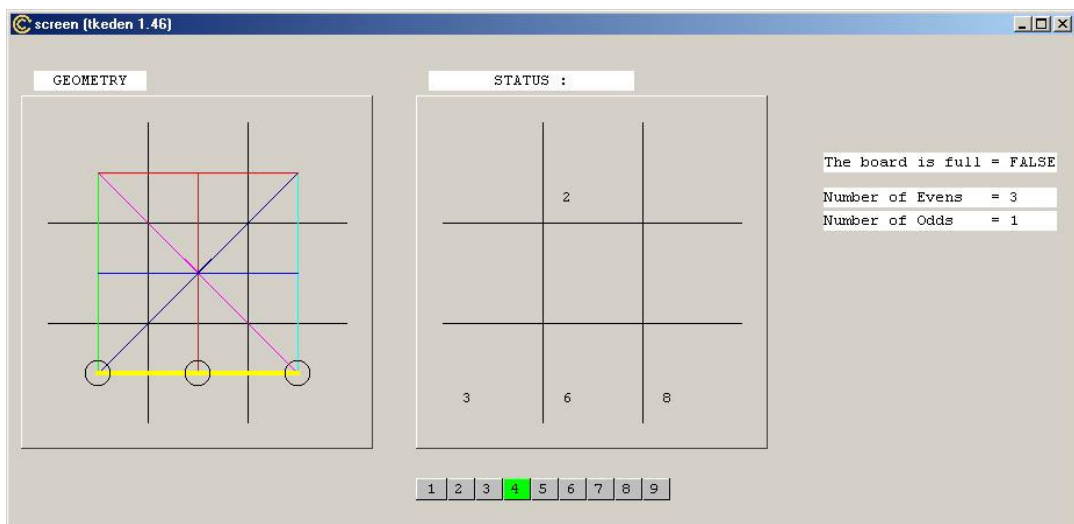 screen (tkeden 1.46)
GEOMETRY
STATUS :
The board is full = FALSE
2
Number of Evens = 3
Number of Odds = 1
3 6 8
1 2 3 4 5 6 7 8 9